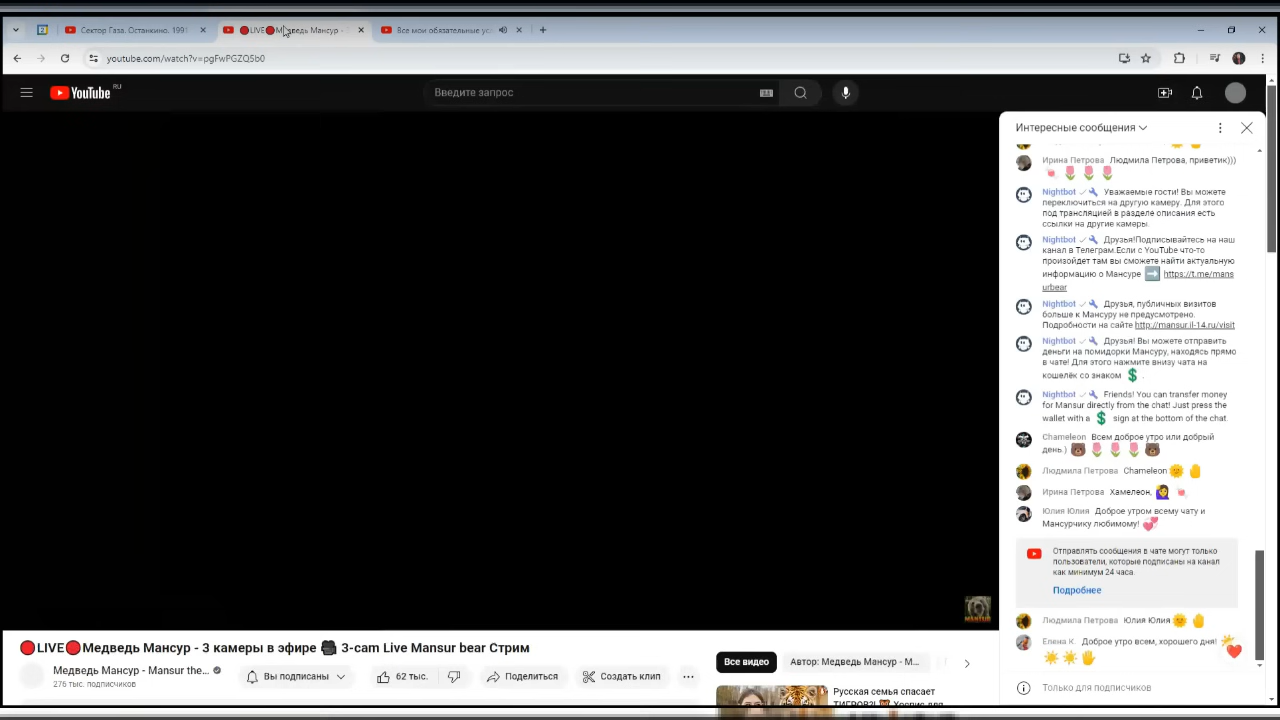 Сектор Газа. Останкино. 199
🔴LIVE🔴Медведь Мансур -
Все мои обязательные ус
youtube.com/watch?v=pgFwPGZQ5b0
YouTube RU
Введите запрос
Интересные сообщения
Ирина Петрова Людмила Петрова, приветик)))
Nightbot Уважаемые гости! Вы можете
переключиться на другую камеру. Для этого
под трансляцией в разделе описания есть
ссылки на другие камеры.
Nightbot Друзья!Подписывайтесь на наш
канал в Телеграм.Если с YouTube что-то
произойдет там вы сможете найти актуальную
информацию о Мансуре ➡ https://t.me/mans
urbear
Nightbot Друзья, публичных визитов
больше к Мансуру не предусмотрено.
Подробности на сайте http://mansur.il-14.ru/visit
Nightbot Друзья! Вы можете отправить
деньги на помидорки Мансуру, находясь прямо
в чате! Для этого нажмите внизу чата на
кошелёк со знаком 💲 .
Nightbot Friends! You can transfer money
for Mansur directly from the chat! Just press the
wallet with a 💲 sign at the bottom of the chat.
Chameleon Всем доброе утро или добрый
день.)
Людмила Петрова Chameleon
Ирина Петрова Хамелеон,
Юлия Юлия Доброе утром всему чату и
Мансурчику любимому!
Отправлять сообщения в чате могут только
пользователи, которые подписаны на канал
как минимум 24 часа.
Подробнее
Людмила Петрова Юлия Юлия
Елена К. Доброе утро всем, хорошего дня!
Только для подписчиков
MANSUR
🔴LIVE🔴Медведь Мансур - 3 камеры в эфире 🎥 3-cam Live Mansur bear Стрим
Медведь Мансур - Mansur the...
276 тыс. подписчиков
Вы подписаны
62 тыс.
Поделиться
Создать клип
Все видео
Автор: Медведь Мансур - М...
Русская семья спасает
ТИГРОВ?! Хоспис для